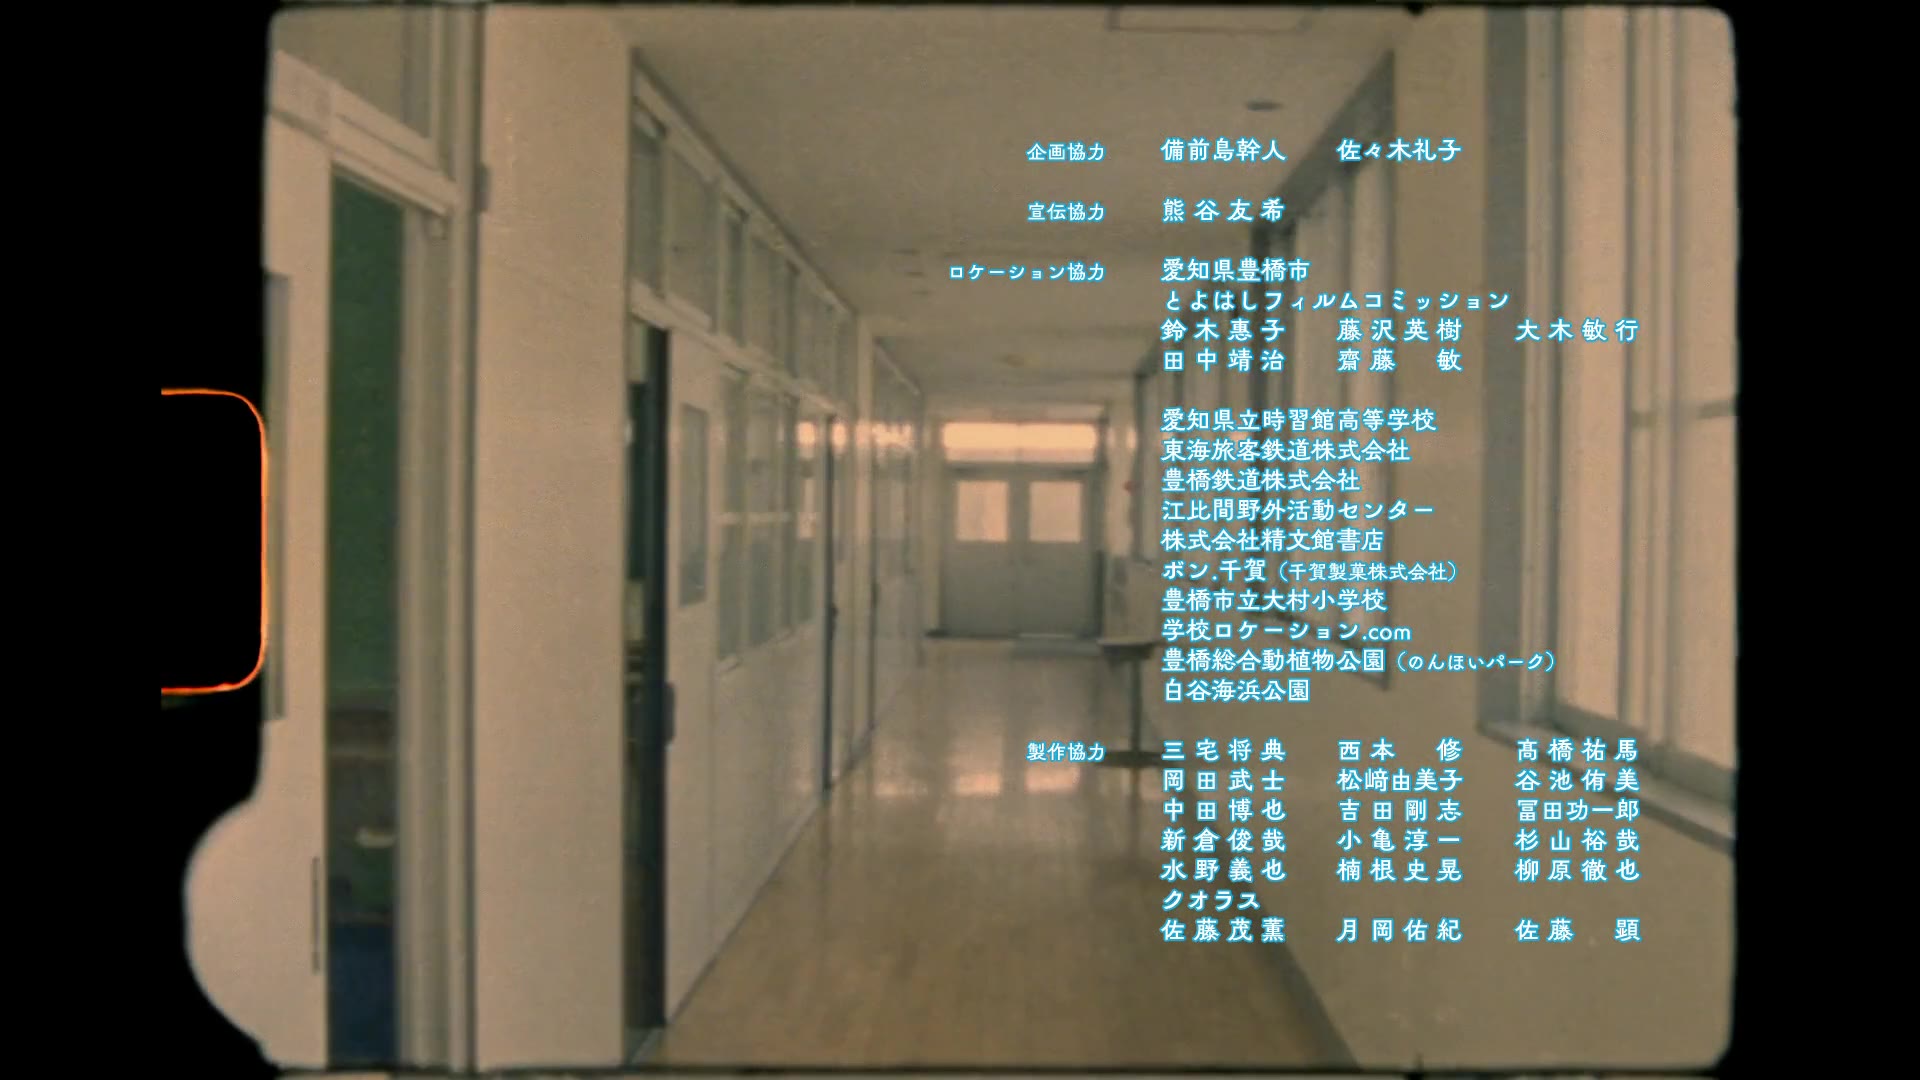 企画協力 備前島幹人 佐々木礼子
宣伝協力 熊谷友希
ロケーション協力 愛知県豊橋市
とよはしフィルムコミッション
鈴木惠子 藤沢英樹 大木敏行
田中靖治 齋藤 敏
愛知県立時習館高等学校
東海旅客鉄道株式会社
豊橋鉄道株式会社
江比間野外活動センター
株式会社精文館書店
ボン.千賀（千賀製菓株式会社）
豊橋市立大村小学校
学校ロケーション.com
豊橋総合動植物公園（のんほいパーク）
白谷海浜公園
製作協力 三宅将典 西本 修 髙橋祐馬
岡田武士 松﨑由美子 谷池侑美
中田博也 吉田剛志 冨田功一郎
新倉俊哉 小亀淳一 杉山裕哉
水野義也 楠根史晃 柳原徹也
クオラス
佐藤茂薫 月岡佑紀 佐藤 顕